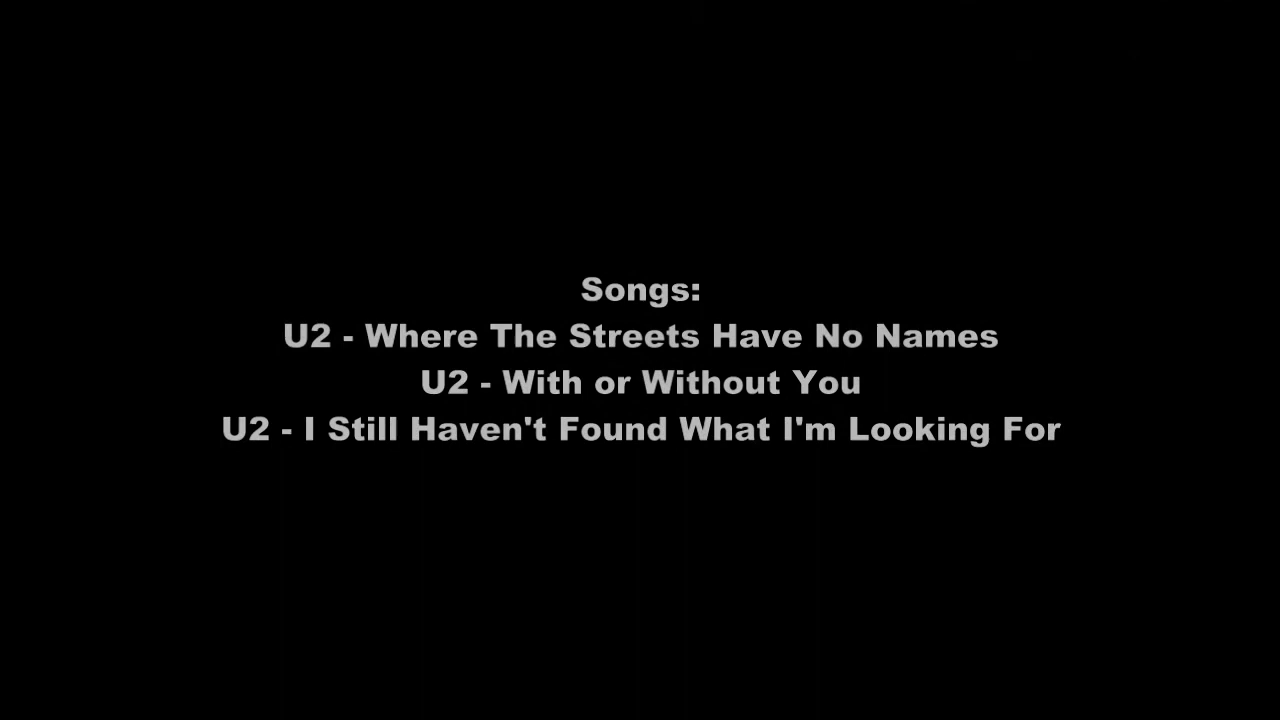 Songs:
U2 - Where The Streets Have No Names
U2 - With or Without You
U2 - I Still Haven't Found What I'm Looking For